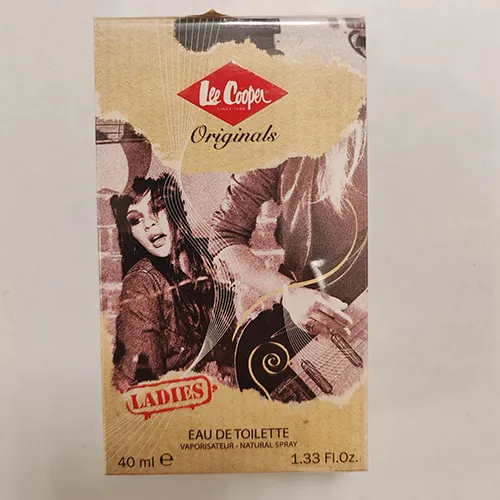 Lee Cooper
SINCE 1908
Originals
LADIES
EAU DE TOILETTE
VAPORISATEUR - NATURAL SPRAY
40 ml ℮ 1.33 Fl.Oz.